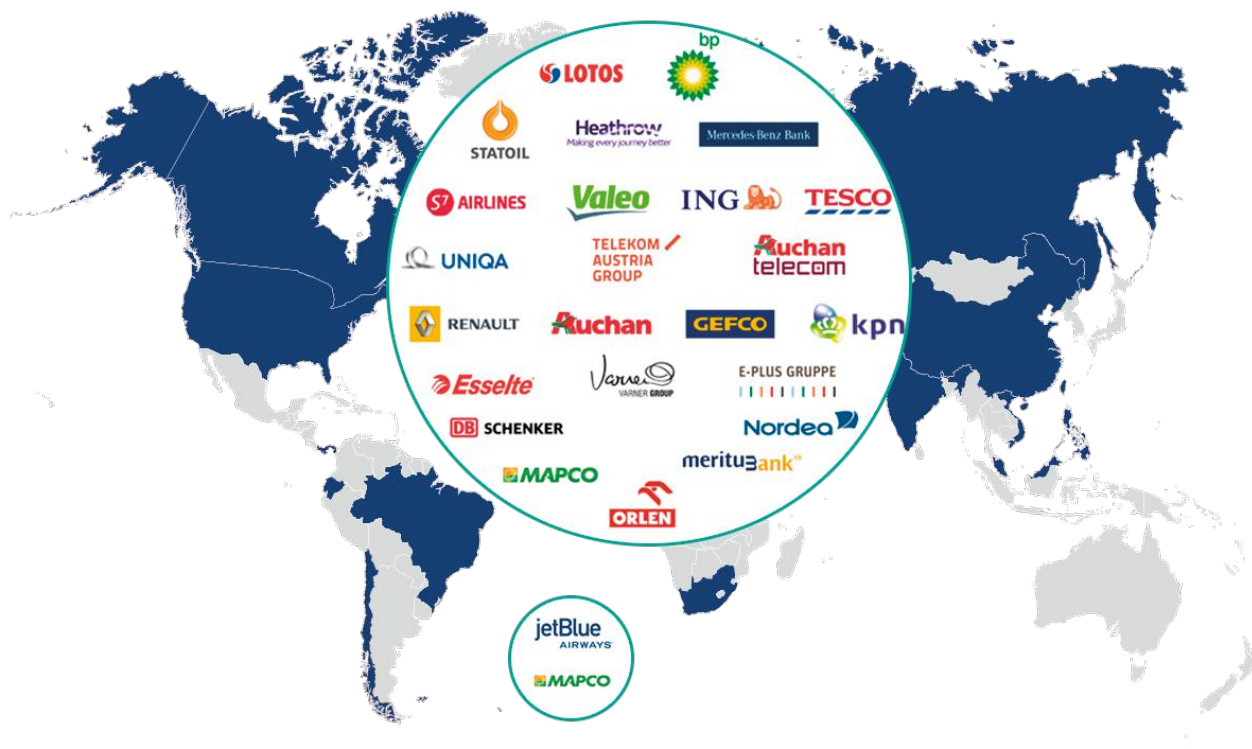 bp
LOTOS
STATOIL
Heathrow
Making every journey better
Mercedes-Benz Bank
S7 AIRLINES
Valeo
ING
TESCO
UNIQA
TELEKOM
AUSTRIA
GROUP
Auchan
telecom
RENAULT
Auchan
GEFCO
kpn
Esselte
Varner
VARNER GROUP
E-PLUS GRUPPE
DB SCHENKER
Nordea
MAPCO
merituBank
ORLEN
jetBlue
AIRWAYS
MAPCO